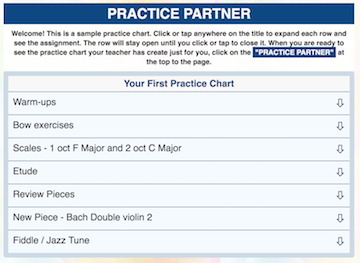 PRACTICE PARTNER
Welcome! This is a sample practice chart. Click or tap anywhere on the title to expand each row and
see the assignment. The row will stay open until you click or tap to close it. When you are ready to
see the practice chart your teacher has create just for you, click on the "PRACTICE PARTNER" at
the top to the page.
Your First Practice Chart
Warm-ups
Bow exercises
Scales - 1 oct F Major and 2 oct C Major
Etude
Review Pieces
New Piece - Bach Double violin 2
Fiddle / Jazz Tune